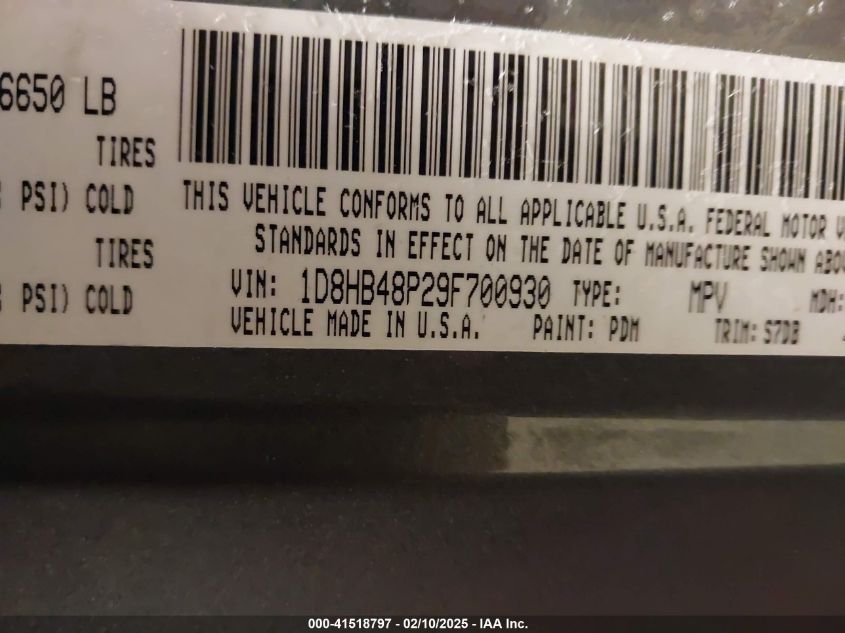 6650 LB
TIRES
PSI) COLD
TIRES
PSI) COLD
THIS VEHICLE CONFORMS TO ALL APPLICABLE U.S.A. FEDERAL MOTOR
STANDARDS IN EFFECT ON THE DATE OF MANUFACTURE SHOWN ABO
VIN: 1D8HB48P29F700930 TYPE: MPV MDH:
VEHICLE MADE IN U.S.A. PAINT: PDM TRIM: S7DB
000-41518797 - 02/10/2025 - IAA Inc.